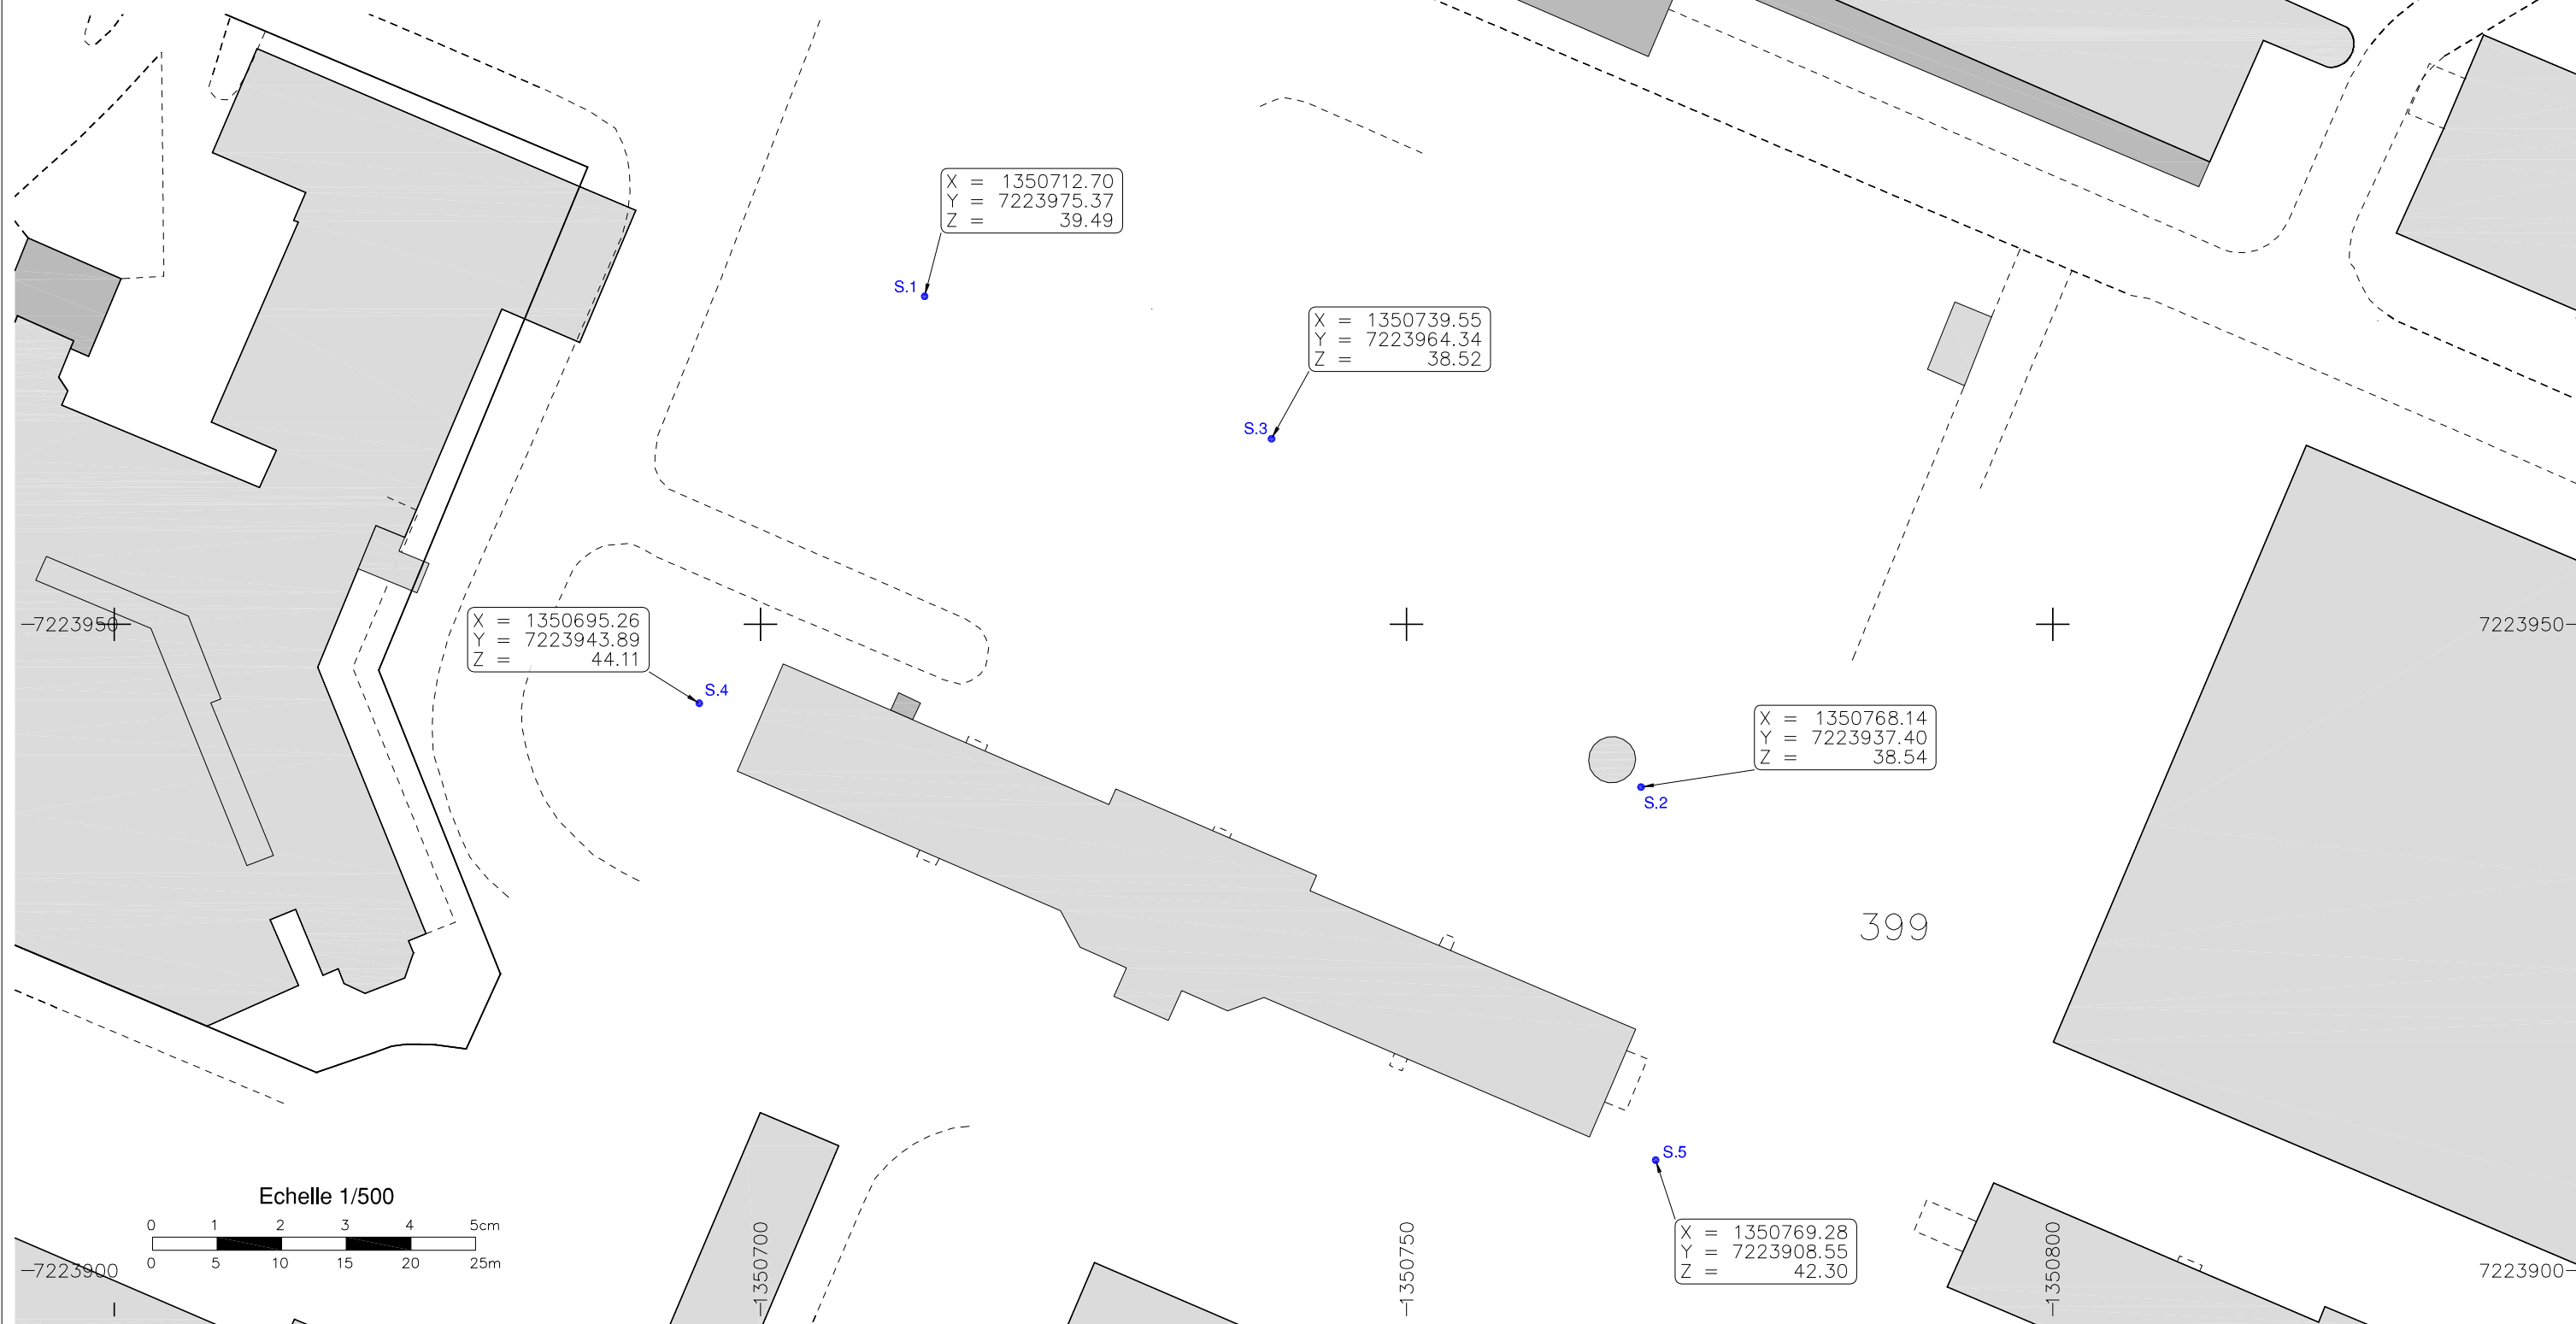 X = 1350712.70
Y = 7223975.37
Z = 39.49
S.1
X = 1350739.55
Y = 7223964.34
Z = 38.52
S.3
7223950
7223950
X = 1350695.26
Y = 7223943.89
Z = 44.11
S.4
X = 1350768.14
Y = 7223937.40
Z = 38.54
S.2
399
S.5
Echelle 1/500
0 1 2 3 4 5cm
0 5 10 15 20 25m
X = 1350769.28
Y = 7223908.55
Z = 42.30
7223900
1350700
1350750
1350800
7223900